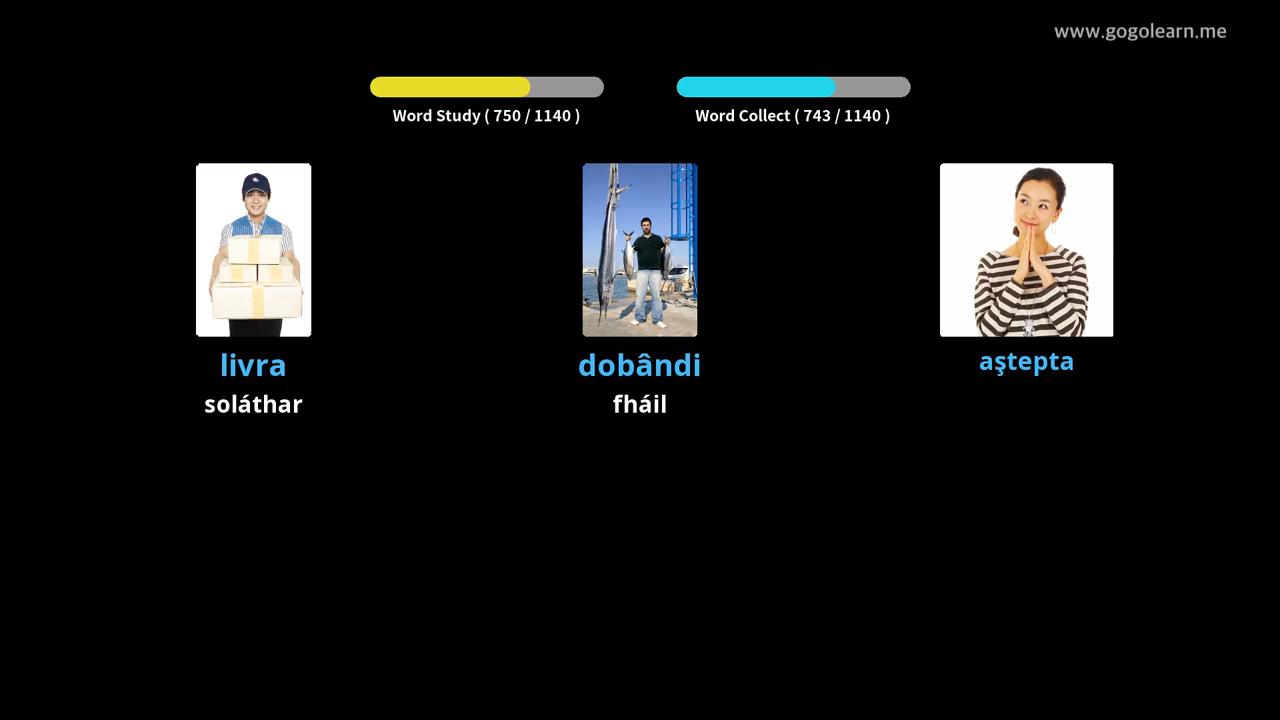 www.gogolearn.me
Word Study ( 750 / 1140 )
Word Collect ( 743 / 1140 )
livra
dobândi
aştepta
soláthar
fháil